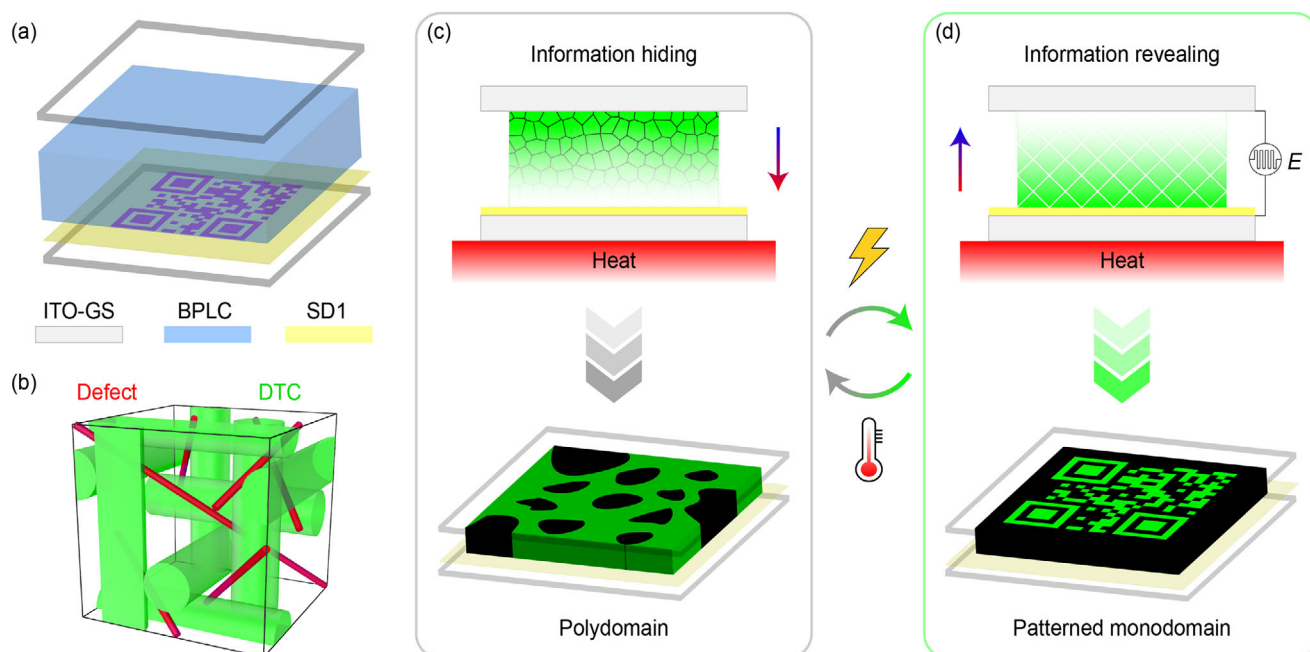 (a)
ITO-GS BPLC SD1
(b)
Defect DTC
(c)
Information hiding
Heat
Polydomain
(d)
Information revealing
E
Heat
Patterned monodomain